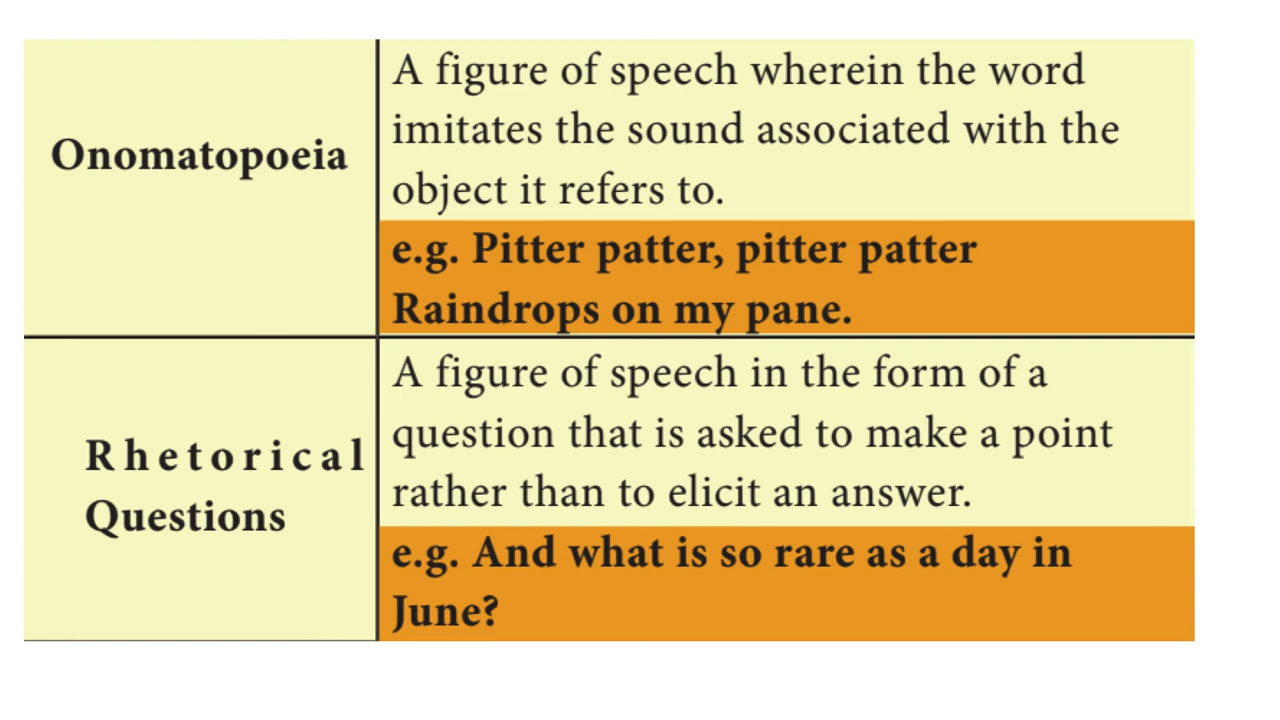 Onomatopoeia
A figure of speech wherein the word
imitates the sound associated with the
object it refers to.
e.g. Pitter patter, pitter patter
Raindrops on my pane.
Rhetorical
Questions
A figure of speech in the form of a
question that is asked to make a point
rather than to elicit an answer.
e.g. And what is so rare as a day in
June?